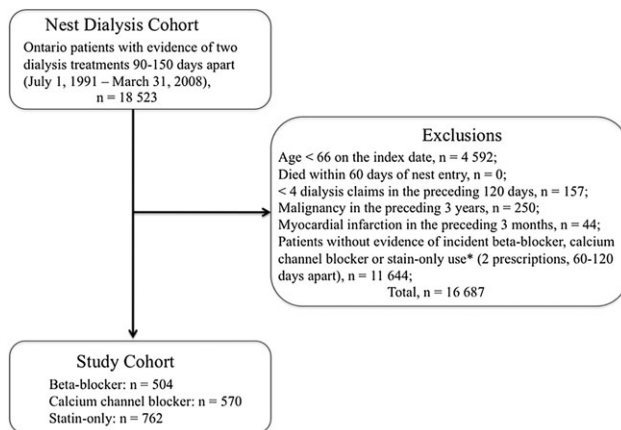 Nest Dialysis Cohort
Ontario patients with evidence of two
dialysis treatments 90-150 days apart
(July 1, 1991 – March 31, 2008),
n = 18 523
Exclusions
Age < 66 on the index date, n = 4 592;
Died within 60 days of nest entry, n = 0;
< 4 dialysis claims in the preceding 120 days, n = 157;
Malignancy in the preceding 3 years, n = 250;
Myocardial infarction in the preceding 3 months, n = 44;
Patients without evidence of incident beta-blocker, calcium
channel blocker or stain-only use* (2 prescriptions, 60-120
days apart), n = 11 644;
Total, n = 16 687
Study Cohort
Beta-blocker: n = 504
Calcium channel blocker: n = 570
Statin-only: n = 762